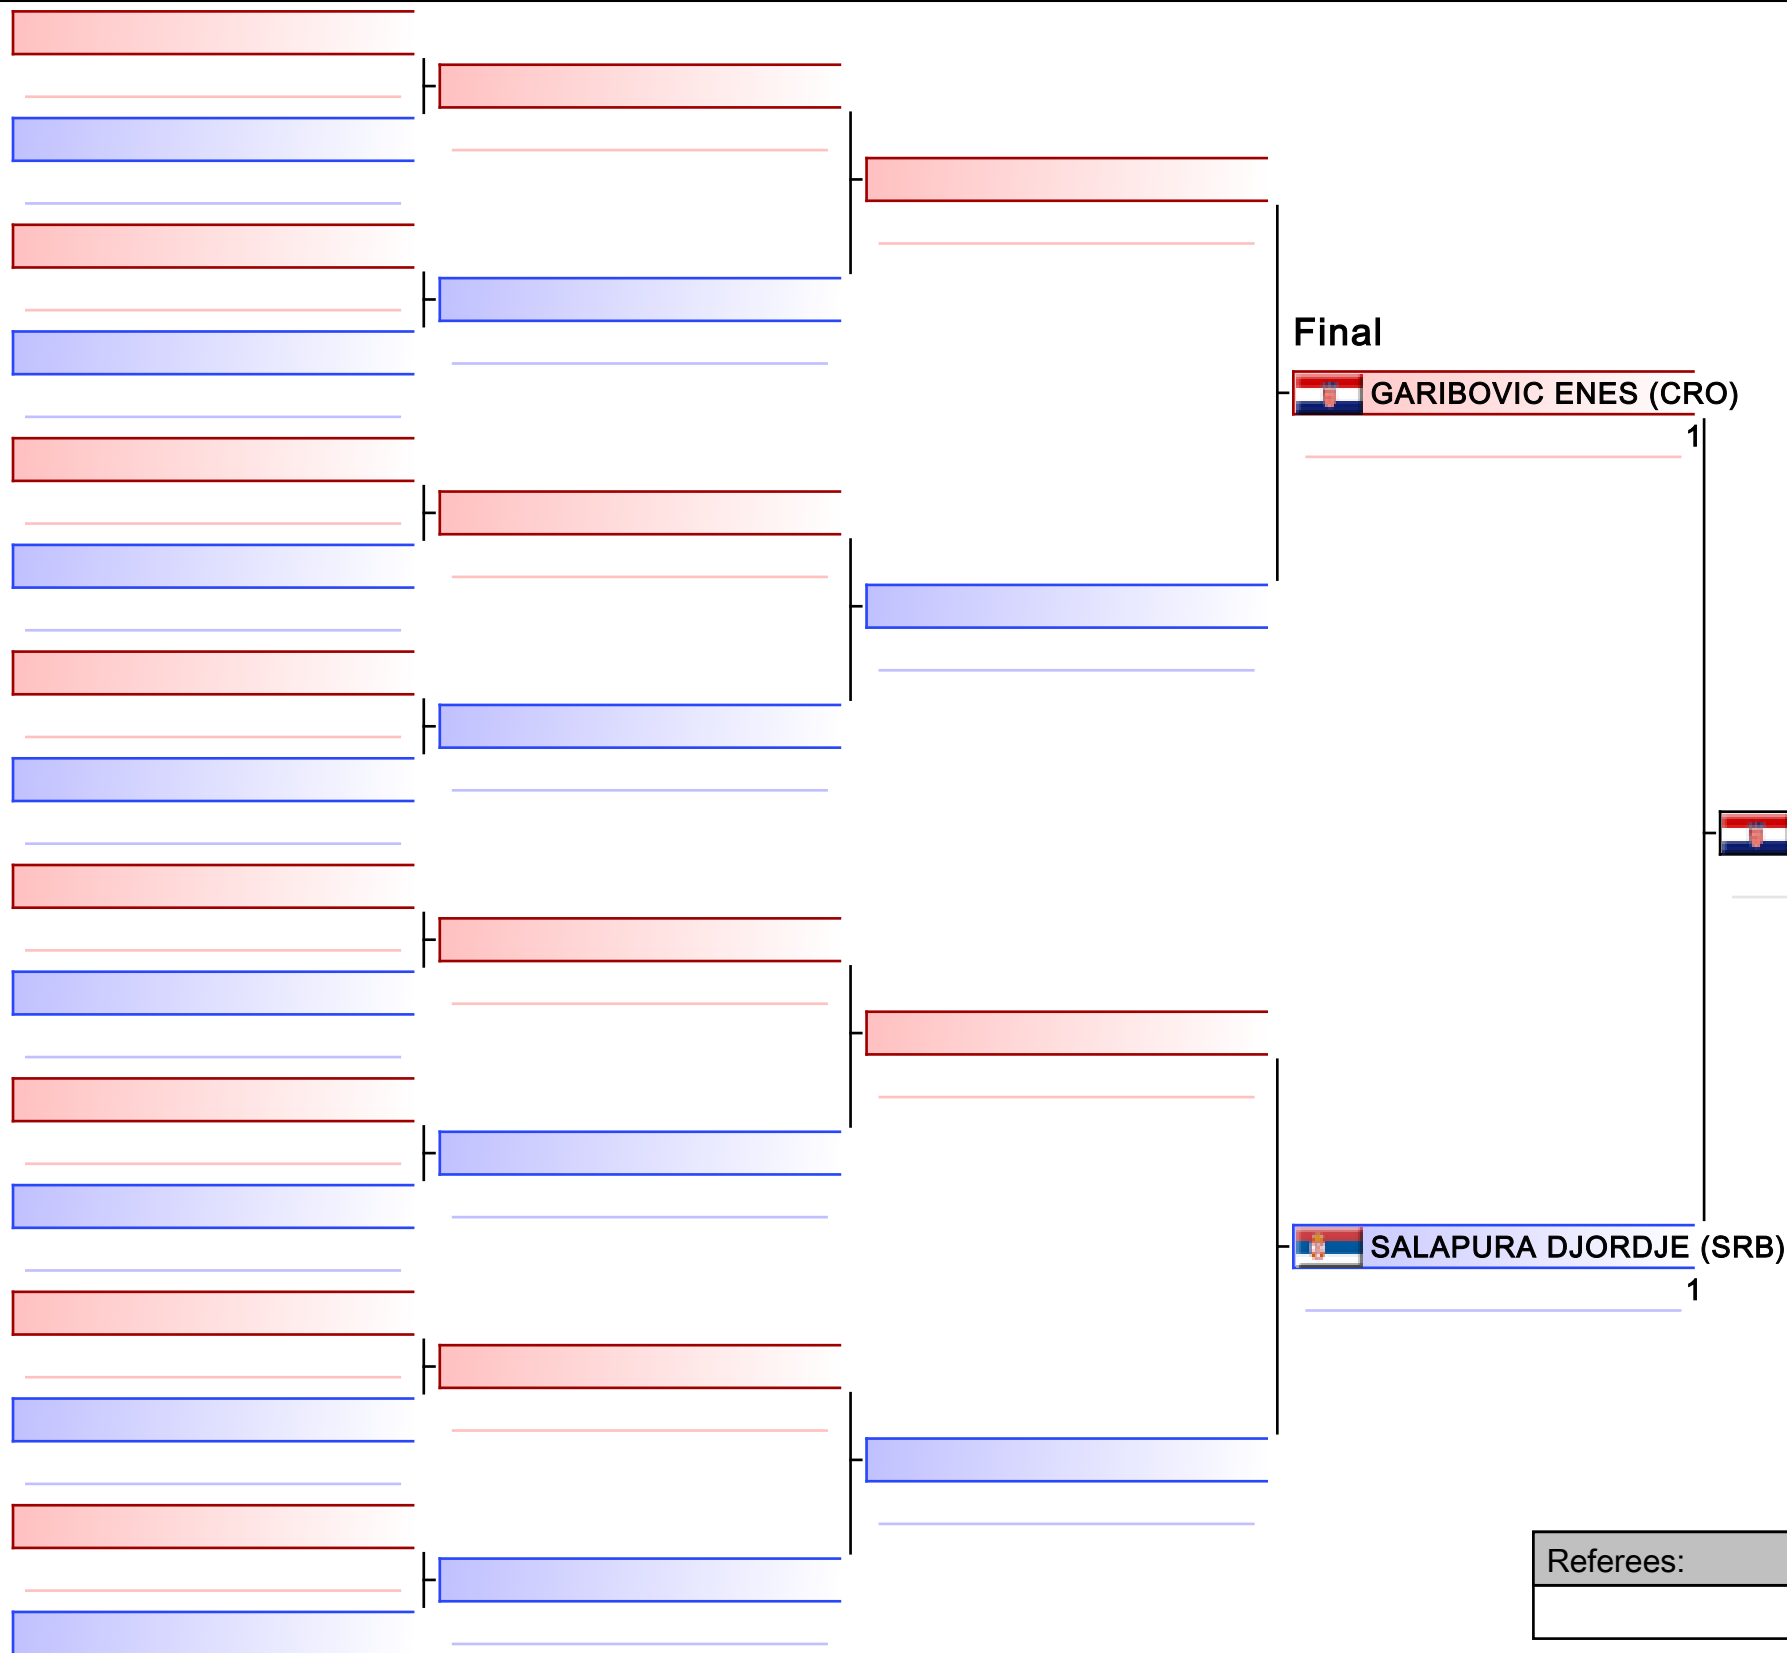 Final
GARIBOVIC ENES (CRO)
1
SALAPURA DJORDJE (SRB)
1
Referees: